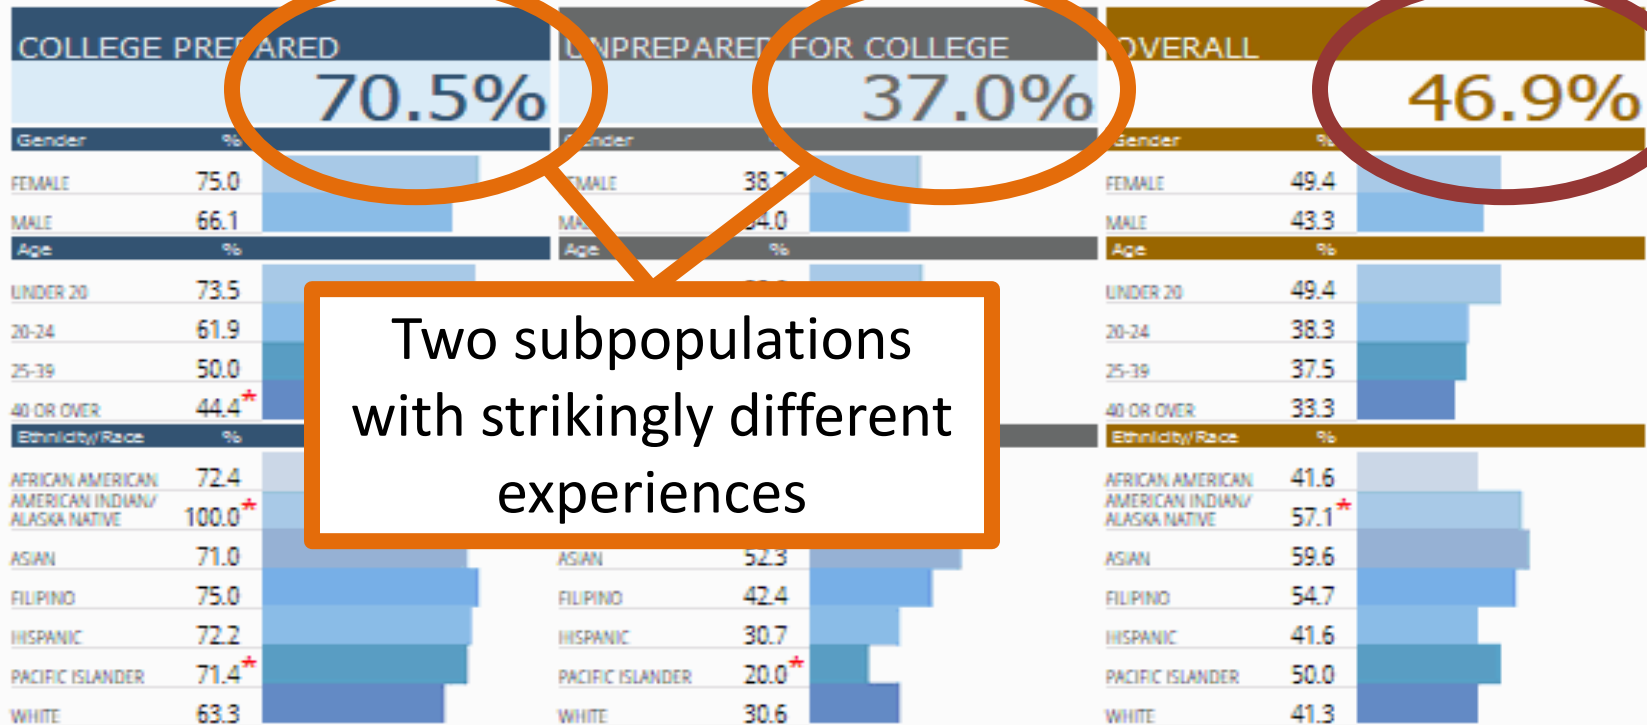 COLLEGE PREPARED UNPREPARED FOR COLLEGE OVERALL
70.5% 37.0% 46.9%
Gender % Gender % Gender %
FEMALE 75.0 FEMALE FEMALE 49.4
MALE 66.1 MALE 43.3
Age % Age % Age %
UNDER 20 73.5 UNDER 20 49.4
20-24 61.9 20-24 38.3
25-39 50.0 25-39 37.5
40 OR OVER 44.4* 40 OR OVER 33.3
Two subpopulations
with strikingly different
experiences
Ethnicity/Race % Ethnicity/Race %
AFRICAN AMERICAN 72.4 AFRICAN AMERICAN 41.6
AMERICAN INDIAN/ AMERICAN INDIAN/
ALASKA NATIVE 100.0* ALASKA NATIVE 57.1*
ASIAN 71.0 ASIAN 52.3 ASIAN 59.6
FILIPINO 75.0 FILIPINO 42.4 FILIPINO 54.7
HISPANIC 72.2 HISPANIC 30.7 HISPANIC 41.6
PACIFIC ISLANDER 71.4* PACIFIC ISLANDER 20.0* PACIFIC ISLANDER 50.0
WHITE 63.3 WHITE 30.6 WHITE 41.3